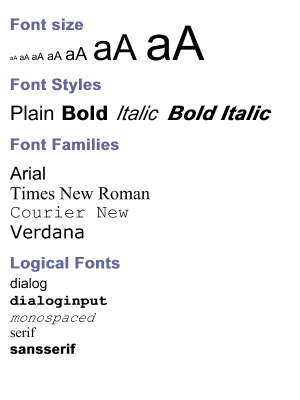 Font size
aA aA aA aA aA aA aA
Font Styles
Plain Bold Italic Bold Italic
Font Families
Arial
Times New Roman
Courier New
Verdana
Logical Fonts
dialog
dialoginput
monospaced
serif
sansserif